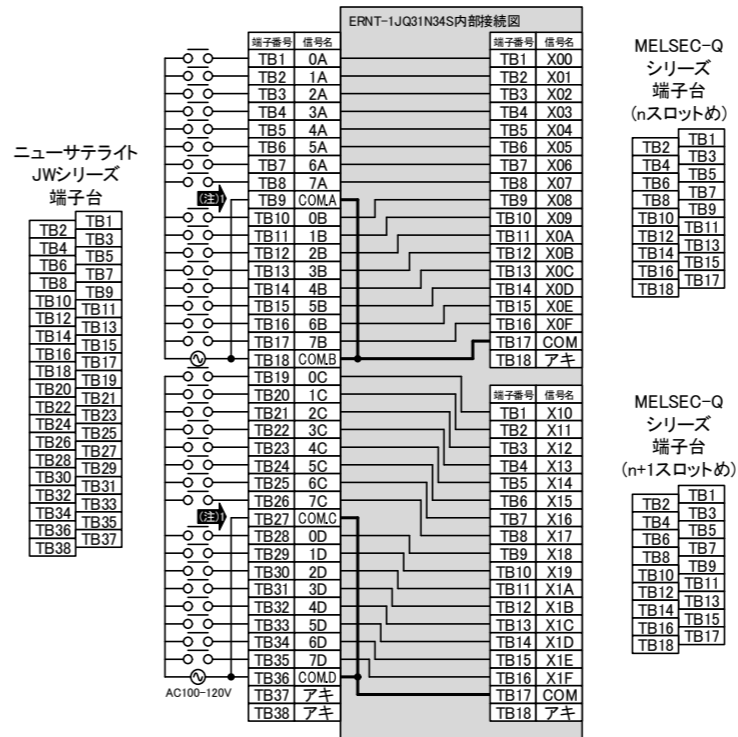 ERNT-1JQ31N34S内部接続図
端子番号 信号名
TB1 0A
TB2 1A
TB3 2A
TB4 3A
TB5 4A
TB6 5A
TB7 6A
TB8 7A
TB9 COM.A
TB10 0B
TB11 1B
TB12 2B
TB13 3B
TB14 4B
TB15 5B
TB16 6B
TB17 7B
TB18 COM.B
TB19 0C
TB20 1C
TB21 2C
TB22 3C
TB23 4C
TB24 5C
TB25 6C
TB26 7C
TB27 COM.C
TB28 0D
TB29 1D
TB30 2D
TB31 3D
TB32 4D
TB33 5D
TB34 6D
TB35 7D
TB36 COM.D
TB37 アキ
TB38 アキ
(注)1
(注)1
AC100-120V
端子番号 信号名
TB1 X00
TB2 X01
TB3 X02
TB4 X03
TB5 X04
TB6 X05
TB7 X06
TB8 X07
TB9 X08
TB10 X09
TB11 X0A
TB12 X0B
TB13 X0C
TB14 X0D
TB15 X0E
TB16 X0F
TB17 COM
TB18 アキ
端子番号 信号名
TB1 X10
TB2 X11
TB3 X12
TB4 X13
TB5 X14
TB6 X15
TB7 X16
TB8 X17
TB9 X18
TB10 X19
TB11 X1A
TB12 X1B
TB13 X1C
TB14 X1D
TB15 X1E
TB16 X1F
TB17 COM
TB18 アキ
ニューサテライト
JWシリーズ
端子台
TB1
TB2
TB3
TB4
TB5
TB6
TB7
TB8
TB9
TB10
TB11
TB12
TB13
TB14
TB15
TB16
TB17
TB18
TB19
TB20
TB21
TB22
TB23
TB24
TB25
TB26
TB27
TB28
TB29
TB30
TB31
TB32
TB33
TB34
TB35
TB36
TB37
TB38
MELSEC-Q
シリーズ
端子台
(nスロットめ)
TB1
TB2
TB3
TB4
TB5
TB6
TB7
TB8
TB9
TB10
TB11
TB12
TB13
TB14
TB15
TB16
TB17
TB18
MELSEC-Q
シリーズ
端子台
(n+1スロットめ)
TB1
TB2
TB3
TB4
TB5
TB6
TB7
TB8
TB9
TB10
TB11
TB12
TB13
TB14
TB15
TB16
TB17
TB18